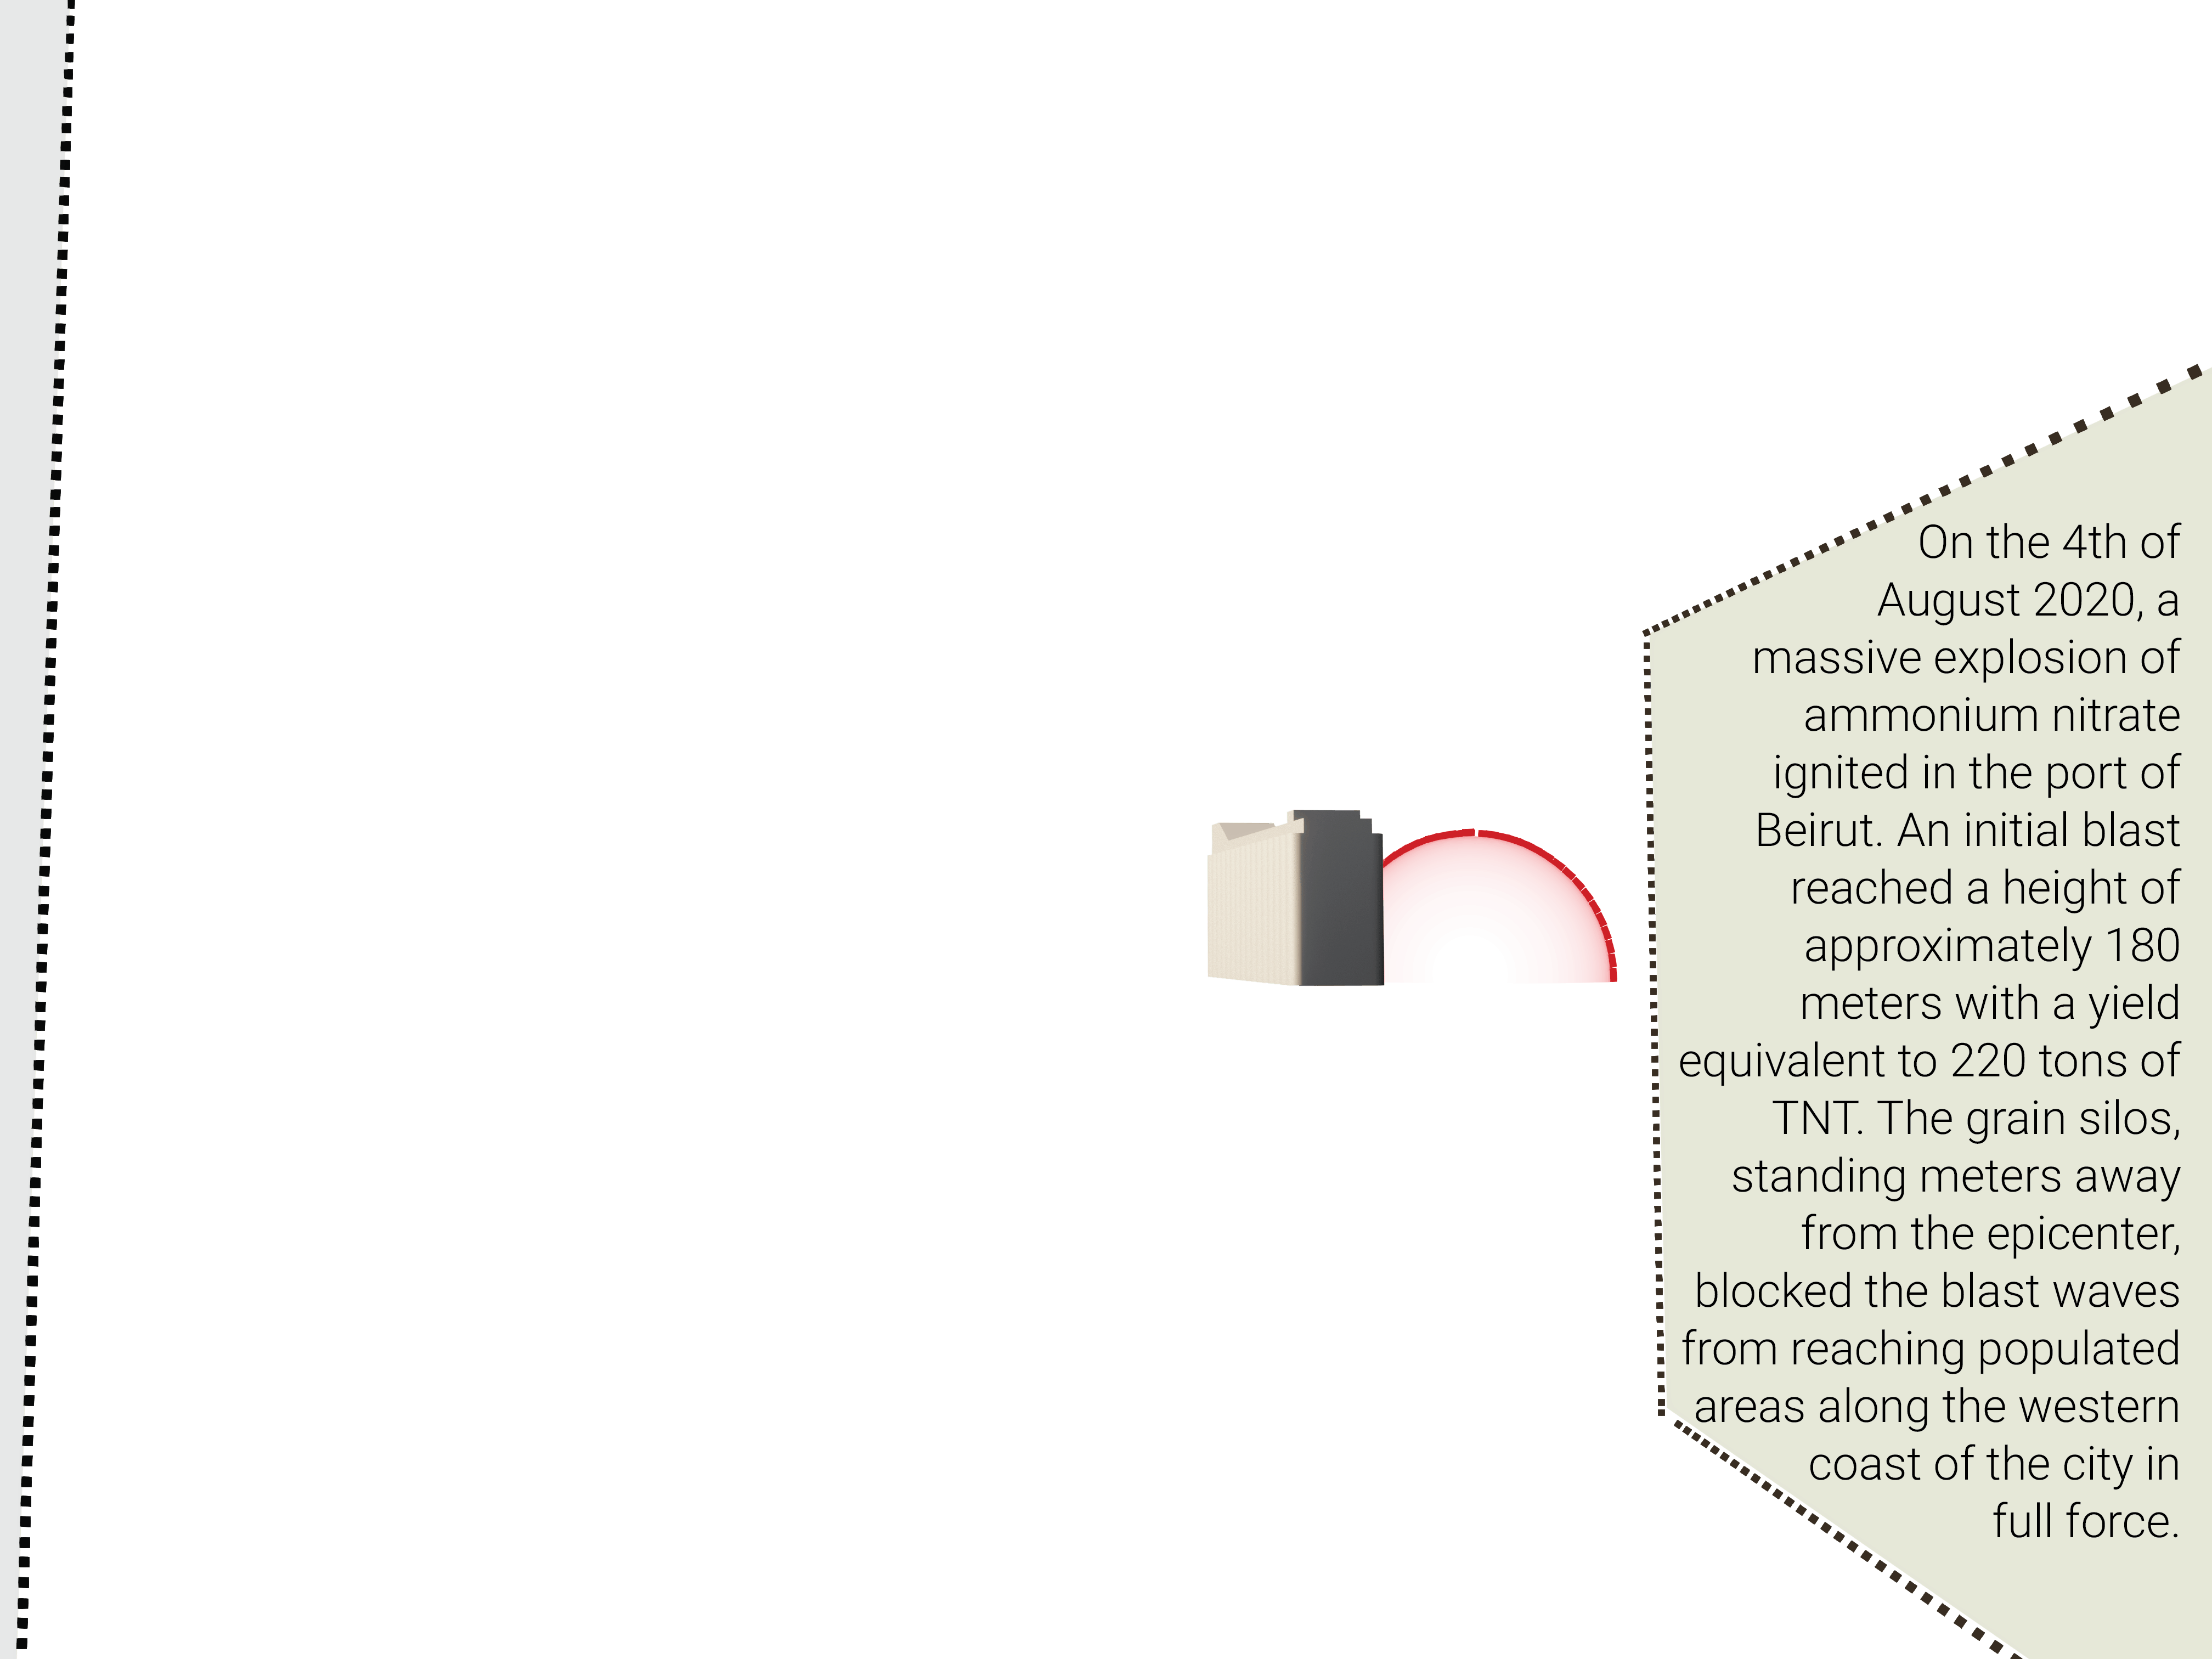 On the 4th of
August 2020, a
massive explosion of
ammonium nitrate
ignited in the port of
Beirut. An initial blast
reached a height of
approximately 180
meters with a yield
equivalent to 220 tons of
TNT. The grain silos,
standing meters away
from the epicenter,
blocked the blast waves
from reaching populated
areas along the western
coast of the city in
full force.